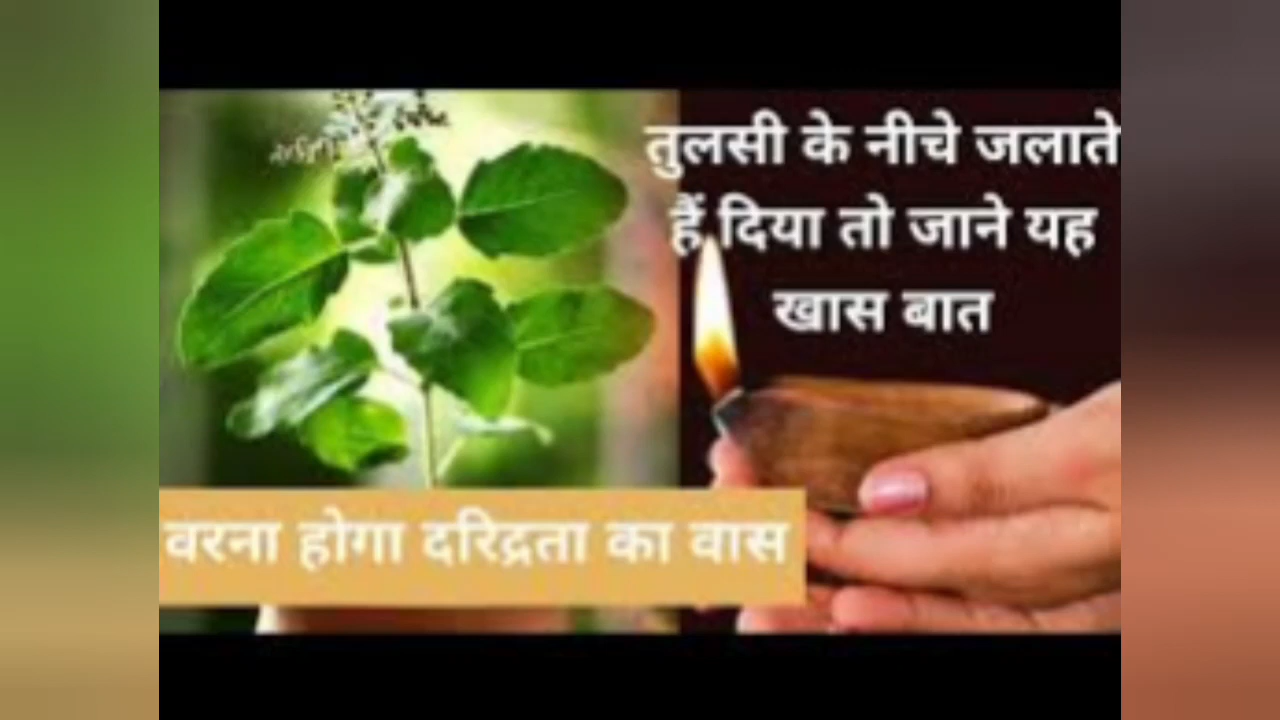 तुलसी के नीचे जलाते
हैं दिया तो जाने यह
खास बात
वरना होगा दरिद्रता का वास